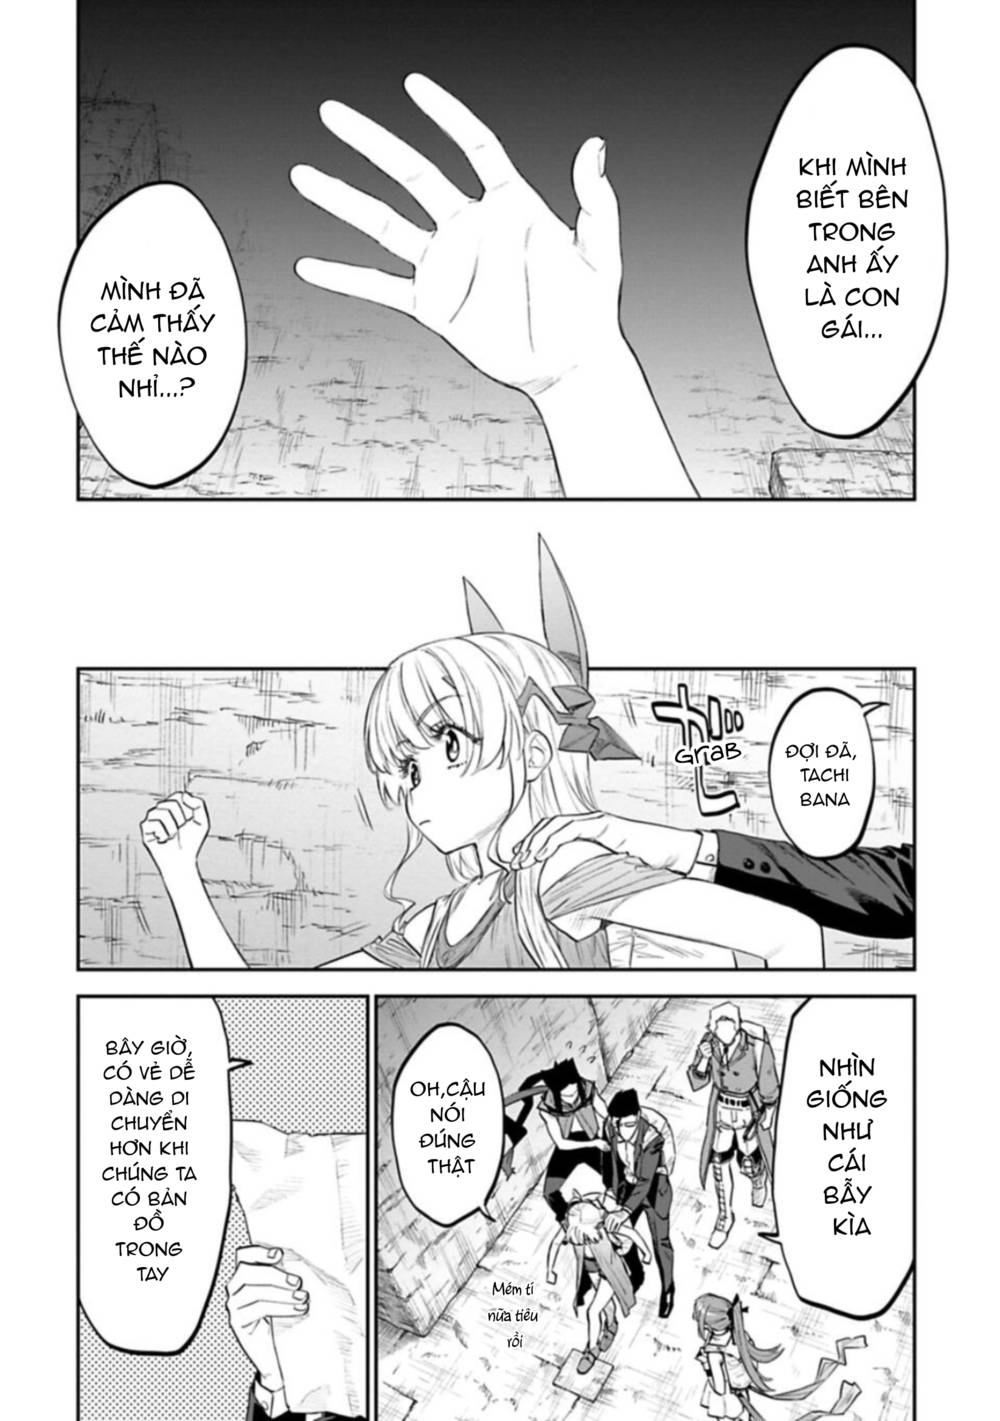 KHI MÌNH
BIẾT BÊN
TRONG
ANH ẤY
LÀ CON
GÁI...
MÌNH ĐÃ
CẢM THẤY
THẾ NÀO
NHỈ...?
ガシ
GRAB
ĐỢI ĐÃ,
TACHI
BANA
NHÌN
GIỐNG
NHƯ
CÁI
BẪY
KÌA
OH,CẬU
NÓI
ĐÚNG
THẬT
Mém tí
nữa tiêu
rồi
BÂY GIỜ,
CÓ VẺ DỄ
DÀNG DI
CHUYỂN
HƠN KHI
CHÚNG TA
CÓ BẢN
ĐỒ
TRONG
TAY